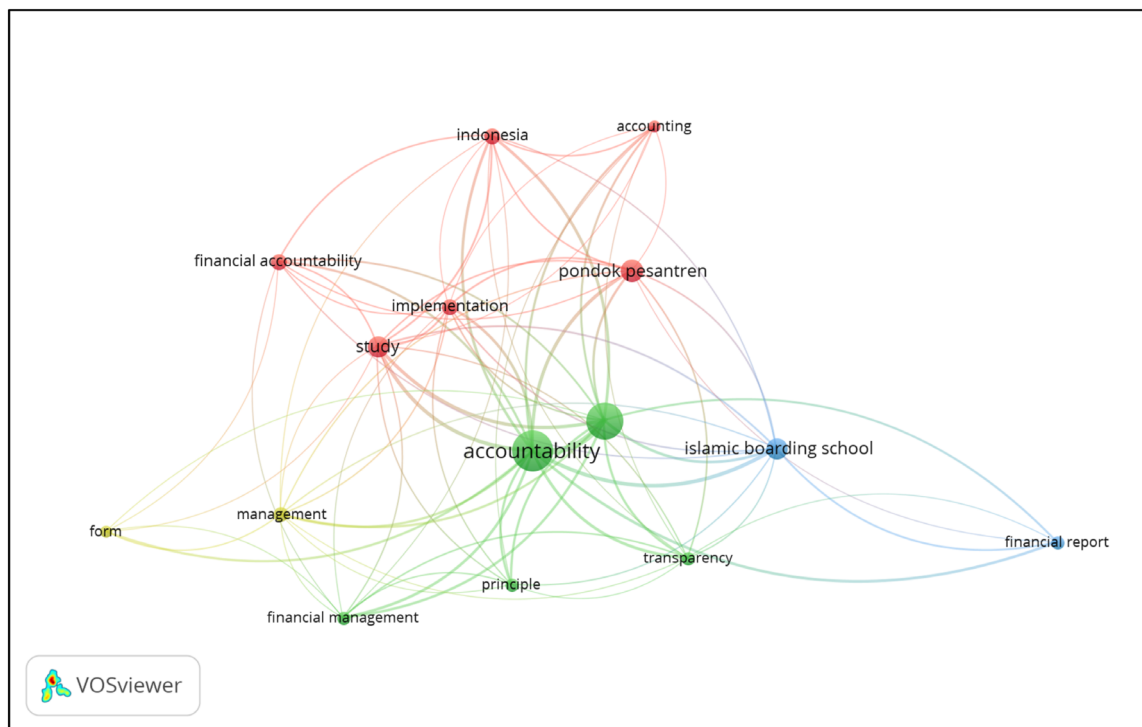 accounting
indonesia
financial accountability
pondok pesantren
implementation
study
accountability
islamic boarding school
management
form
financial report
transparency
principle
financial management
VOSviewer